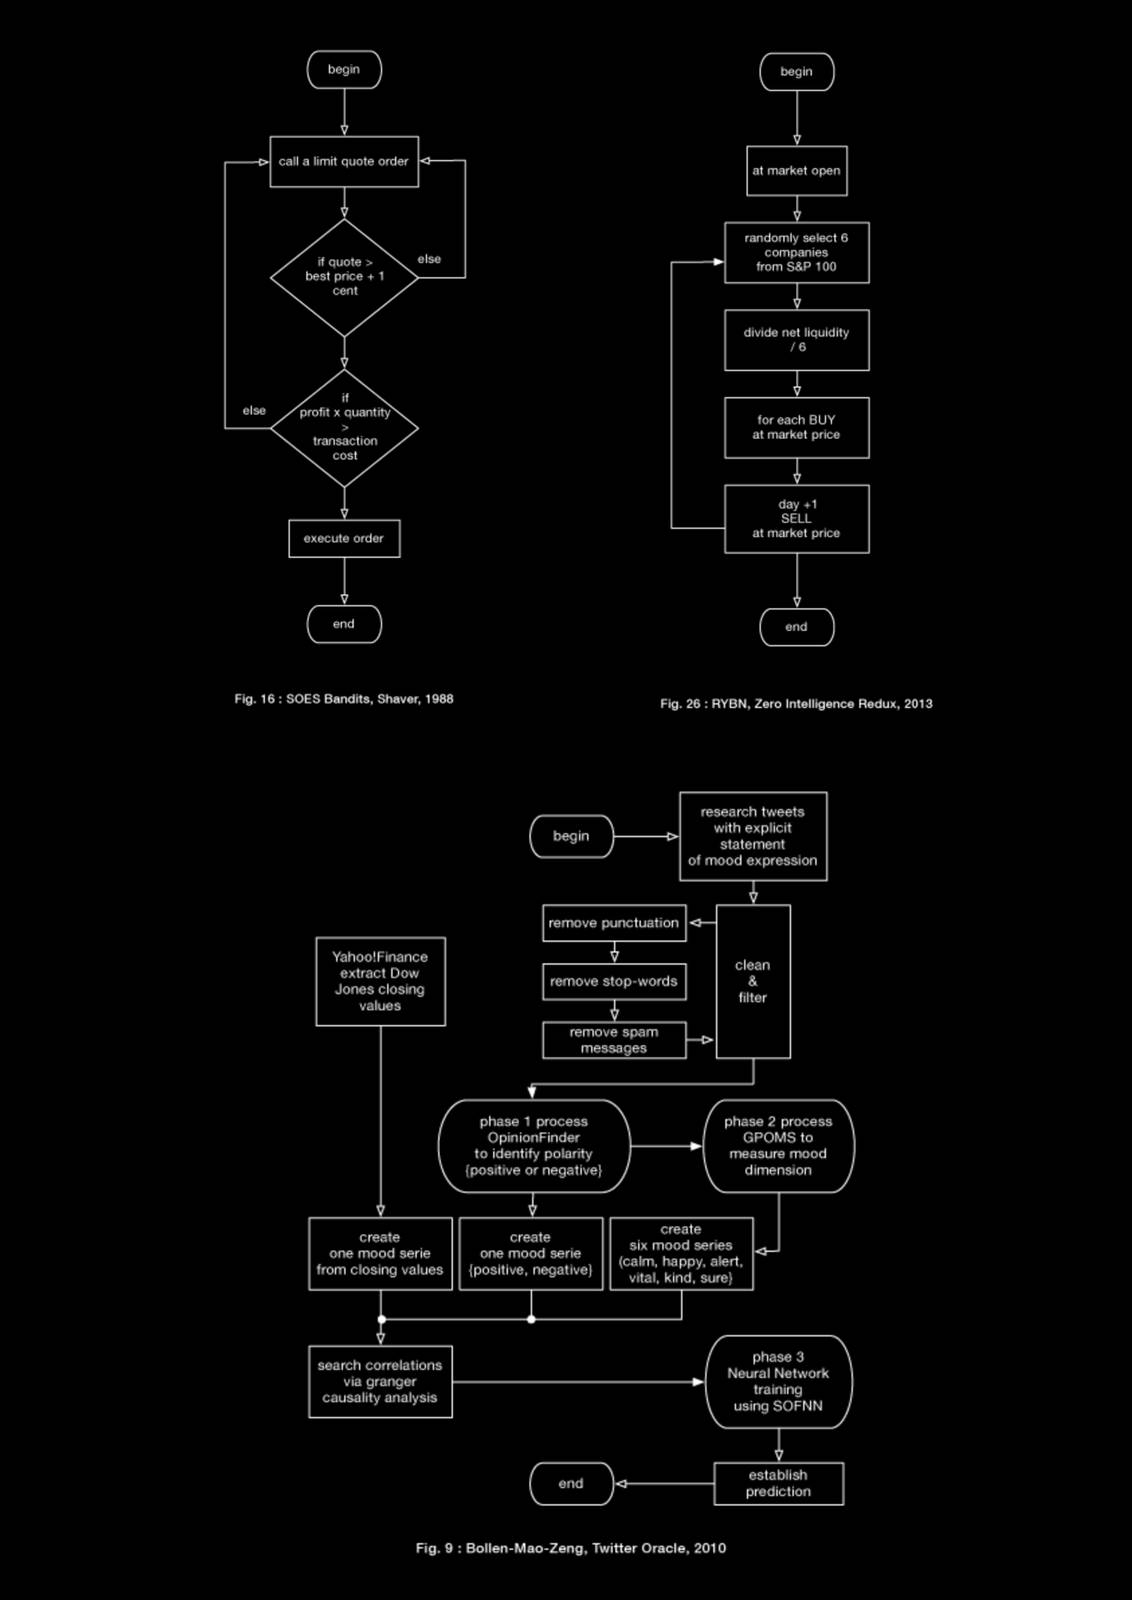 begin
call a limit quote order
if quote >
best price + 1
cent
else
if
profit x quantity
>
transaction
cost
else
execute order
end
Fig. 16 : SOES Bandits, Shaver, 1988
begin
at market open
randomly select 6
companies
from S&P 100
divide net liquidity
/ 6
for each BUY
at market price
day +1
SELL
at market price
end
Fig. 26 : RYBN, Zero Intelligence Redux, 2013
begin
research tweets
with explicit
statement
of mood expression
remove punctuation
remove stop-words
remove spam
messages
clean
&
filter
Yahoo!Finance
extract Dow
Jones closing
values
phase 1 process
OpinionFinder
to identify polarity
{positive or negative}
phase 2 process
GPOMS to
measure mood
dimension
create
one mood serie
from closing values
create
one mood serie
{positive, negative}
create
six mood series
(calm, happy, alert,
vital, kind, sure}
search correlations
via granger
causality analysis
phase 3
Neural Network
training
using SOFNN
establish
prediction
end
Fig. 9 : Bollen-Mao-Zeng, Twitter Oracle, 2010